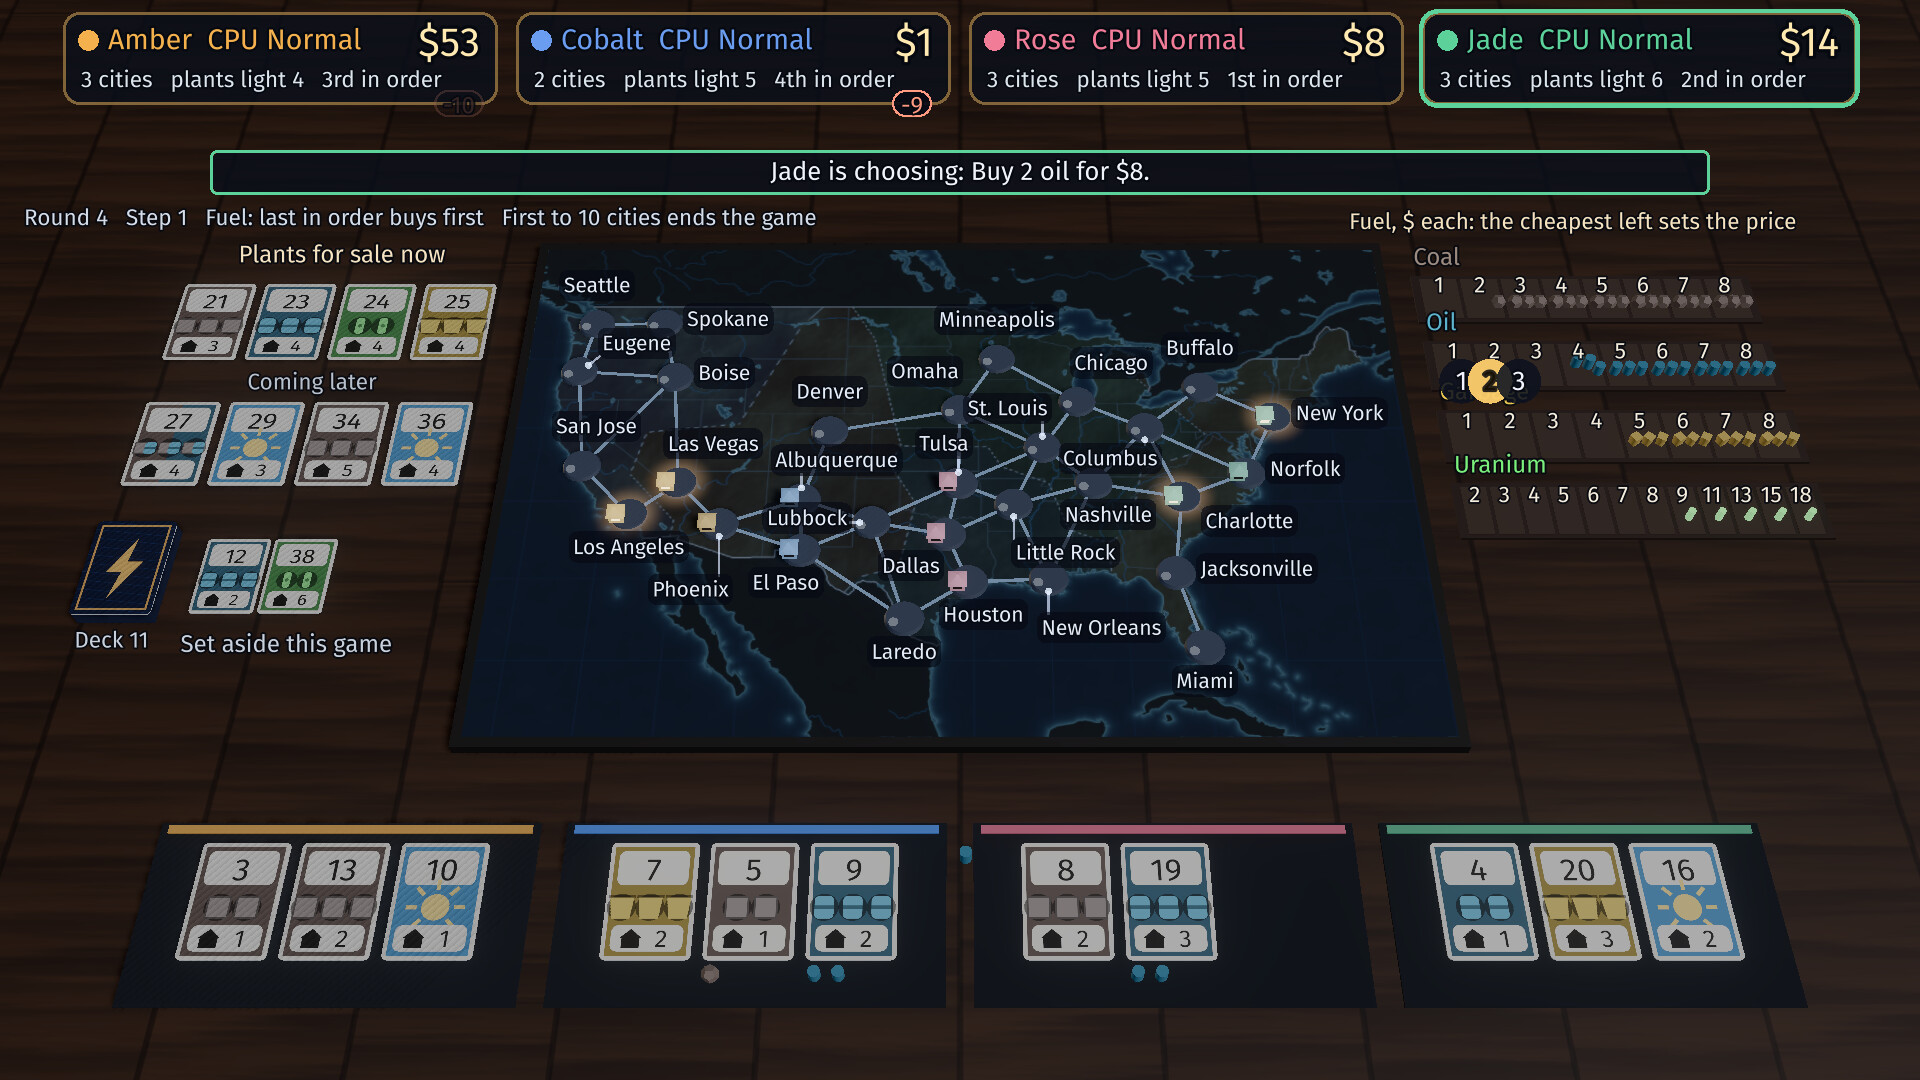 Amber CPU Normal $53
3 cities plants light 4 3rd in order
-10
Cobalt CPU Normal $1
2 cities plants light 5 4th in order
-9
Rose CPU Normal $8
3 cities plants light 5 1st in order
Jade CPU Normal $14
3 cities plants light 6 2nd in order
Jade is choosing: Buy 2 oil for $8.
Round 4 Step 1 Fuel: last in order buys first First to 10 cities ends the game
Fuel, $ each: the cheapest left sets the price
Plants for sale now
21 23 24 25
3 4 4 4
Coming later
27 29 34 36
4 3 5 4
12 38
2 6
Deck 11
Set aside this game
Seattle
Spokane
Eugene
Boise
Minneapolis
Chicago
Buffalo
Omaha
Denver
St. Louis
New York
San Jose
Las Vegas
Tulsa
Albuquerque
Columbus
Norfolk
Lubbock
Nashville
Charlotte
Los Angeles
Little Rock
Dallas
Phoenix
El Paso
Jacksonville
Houston
New Orleans
Laredo
Miami
Coal
1 2 3 4 5 6 7 8
Oil
1 2 3 4 5 6 7 8
1 2 3
1 2 3 4 5 6 7 8
Uranium
2 3 4 5 6 7 8 9 11 13 15 18
3 13 10
1 2 1
7 5 9
2 1 2
8 19
2 3
4 20 16
1 3 2